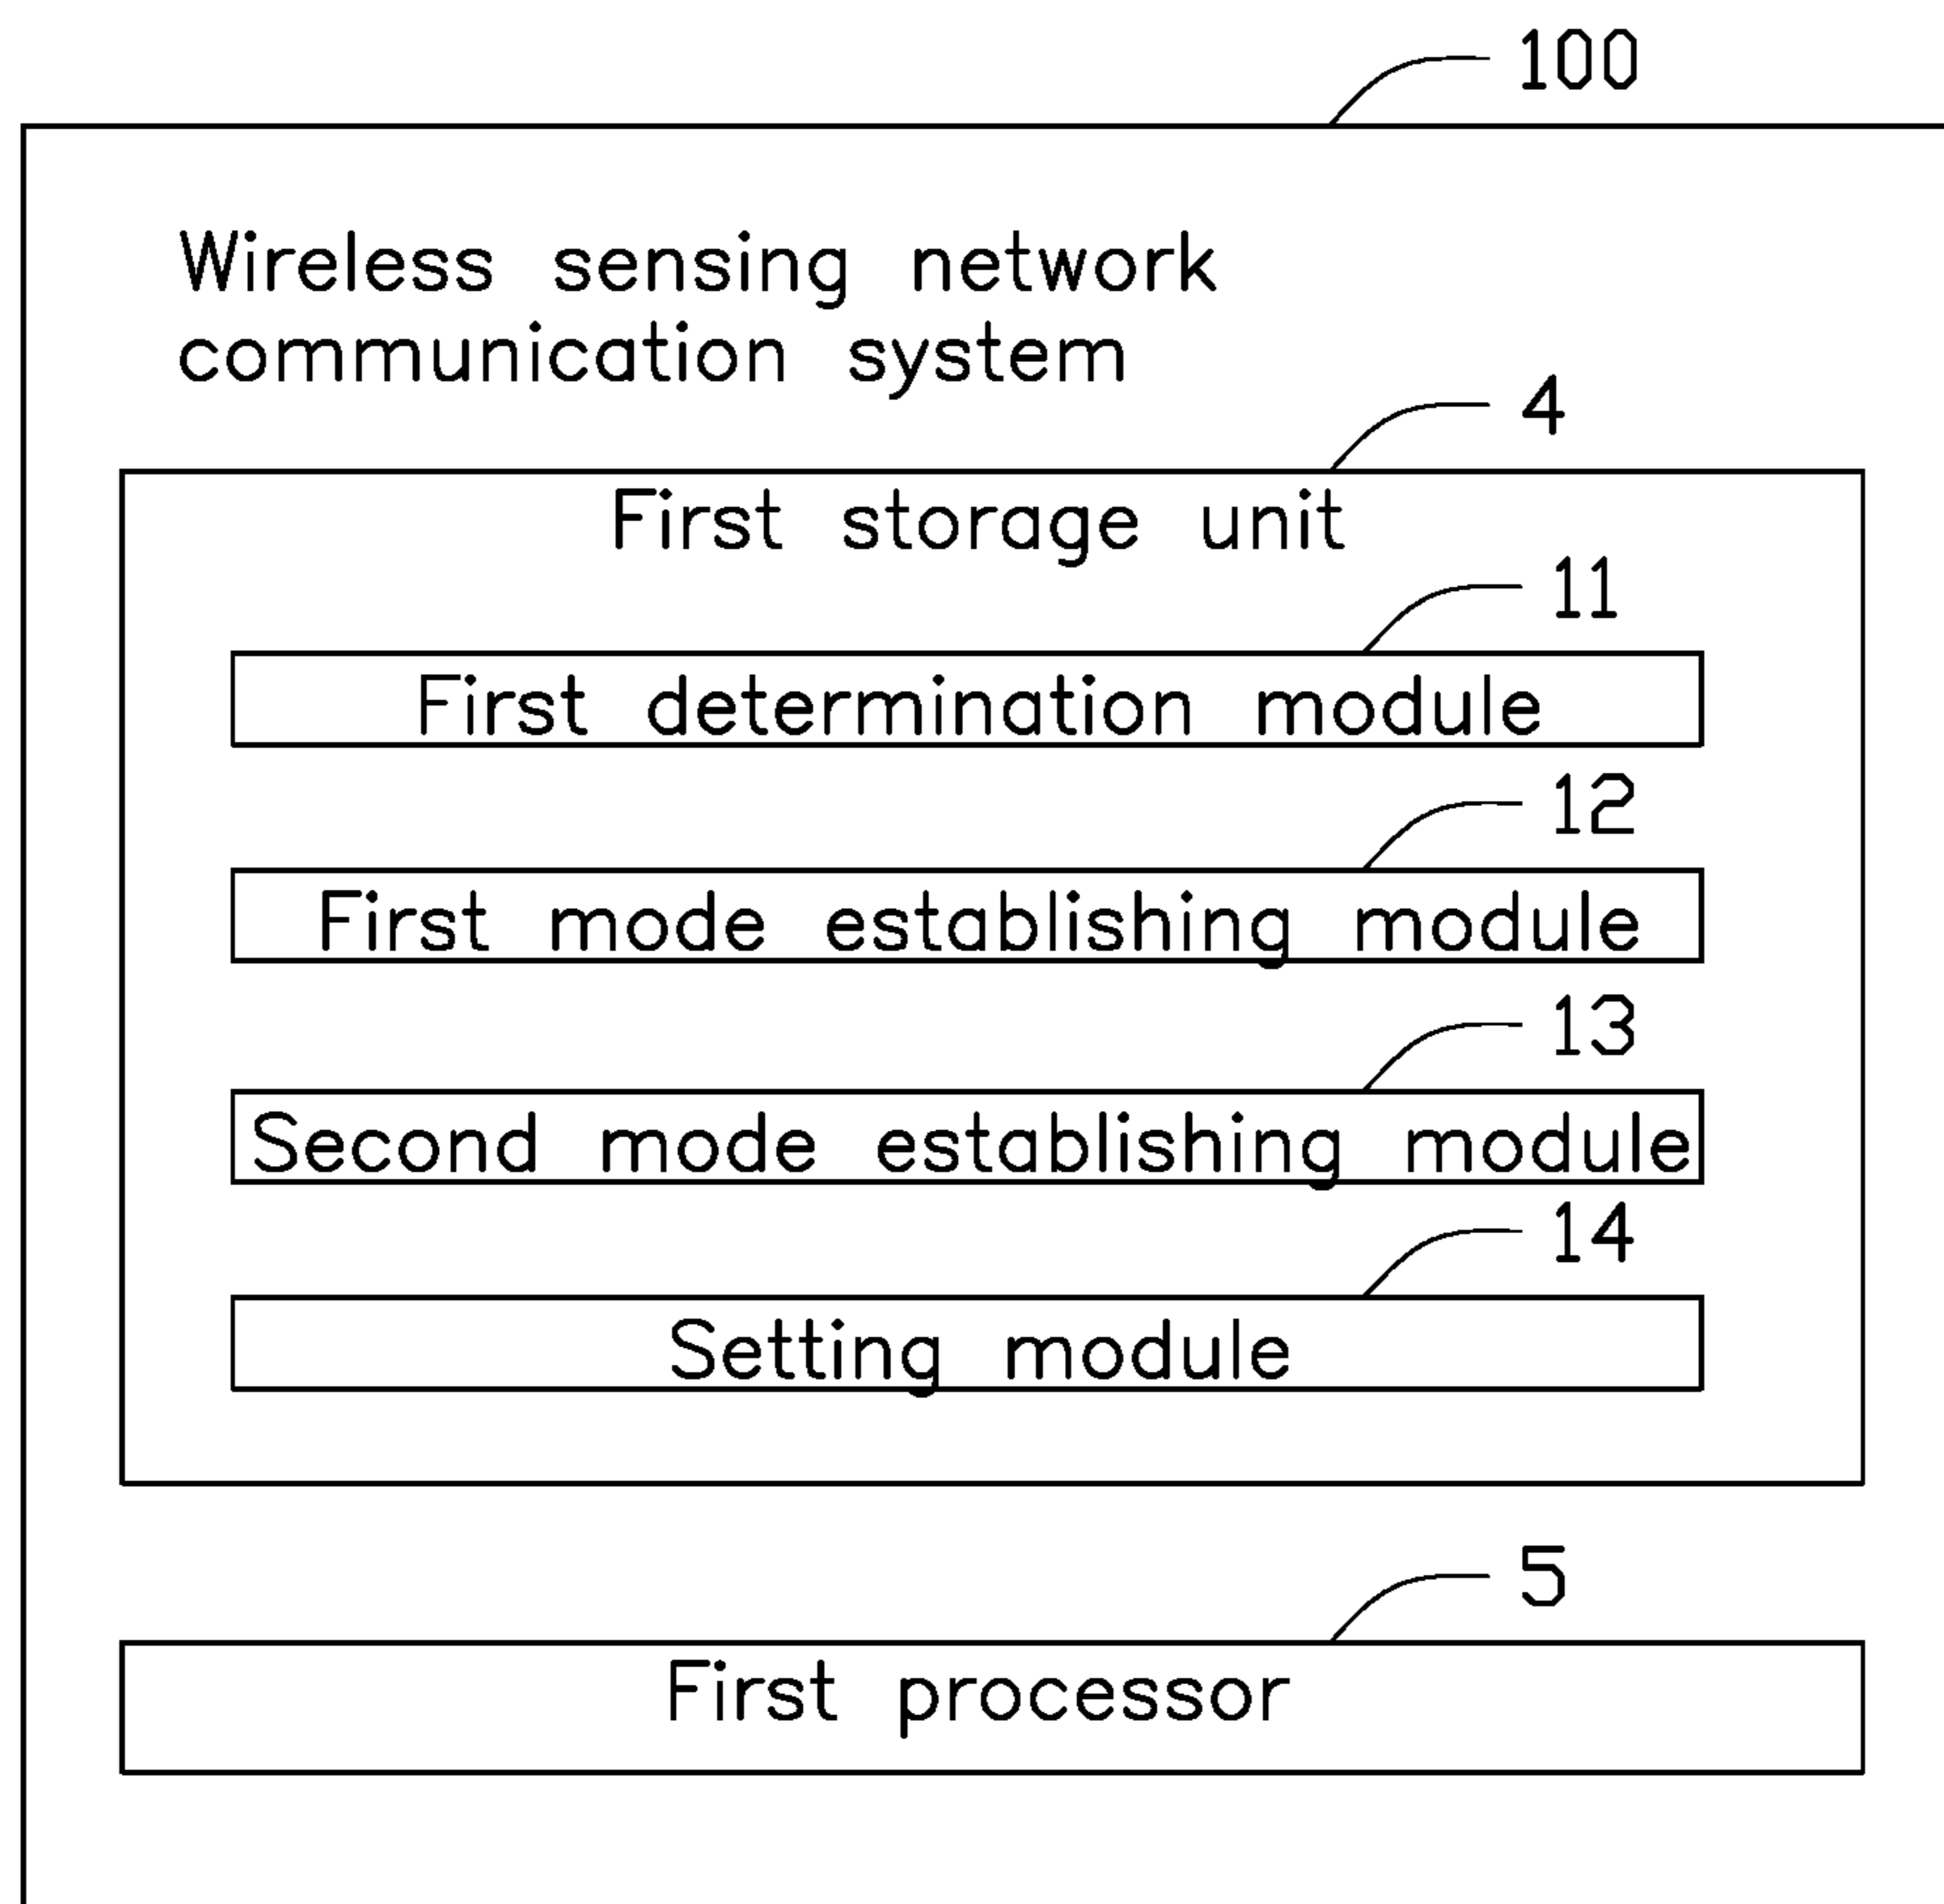 100
Wireless sensing network
communication system
4
First storage unit
11
First determination module
12
First mode establishing module
13
Second mode establishing module
14
Setting module
5
First processor